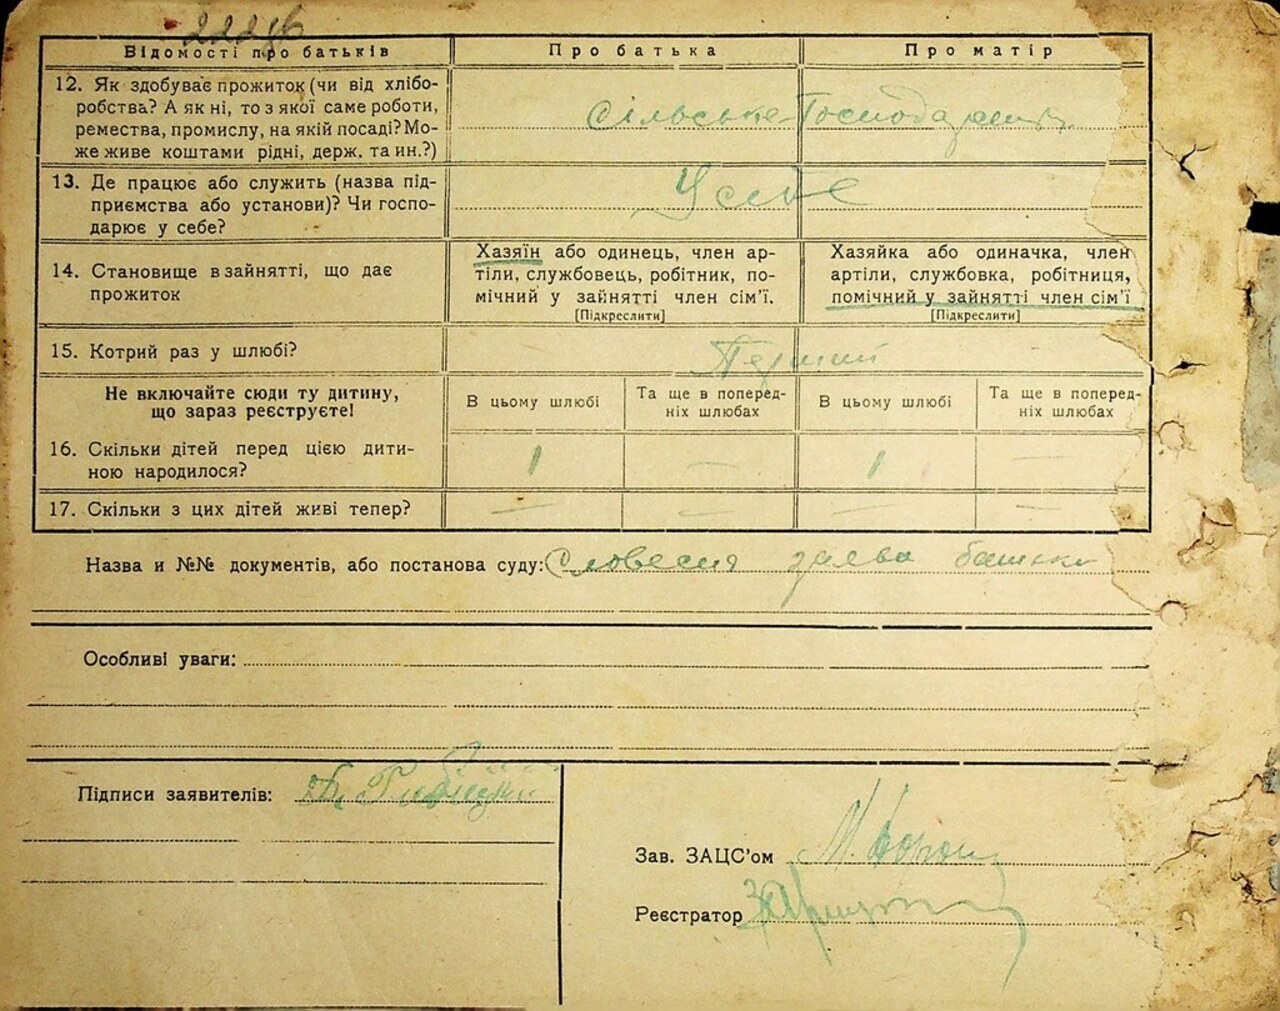 222
Відомості про батьків Про батька Про матір
12. Як здобуває прожиток (чи від хлібо-
робства? А як ні, то з якої саме роботи,
ремества, промислу, на якій посаді? Мо-
же живе коштами рідні, держ. та ин.?)
Сільське Господарство
13. Де працює або служить (назва під-
приємства або установи)? Чи госпо-
дарює у себе?
У себе
14. Становище в зайнятті, що дає
прожиток
Хазяїн або одинець, член ар-
тіли, службовець, робітник, по-
мічний у зайнятті член сім'ї.
[Підкреслити]
Хазяйка або одиначка, член
артіли, службовка, робітниця,
помічний у зайнятті член сім'ї
[Підкреслити]
15. Котрий раз у шлюбі?
Перший
Не включайте сюди ту дитину,
що зараз реєструєте!
В цьому шлюбі
Та ще в поперед-
ніх шлюбах
В цьому шлюбі
Та ще в поперед-
ніх шлюбах
16. Скільки дітей перед цією дити-
ною народилося?
1 — 1 —
17. Скільки з цих дітей живі тепер?
— — — —
Назва и №№ документів, або постанова суду: Словесна заява батька
Особливі уваги:
Підписи заявителів:
Зав. ЗАЦС'ом
Реєстратор